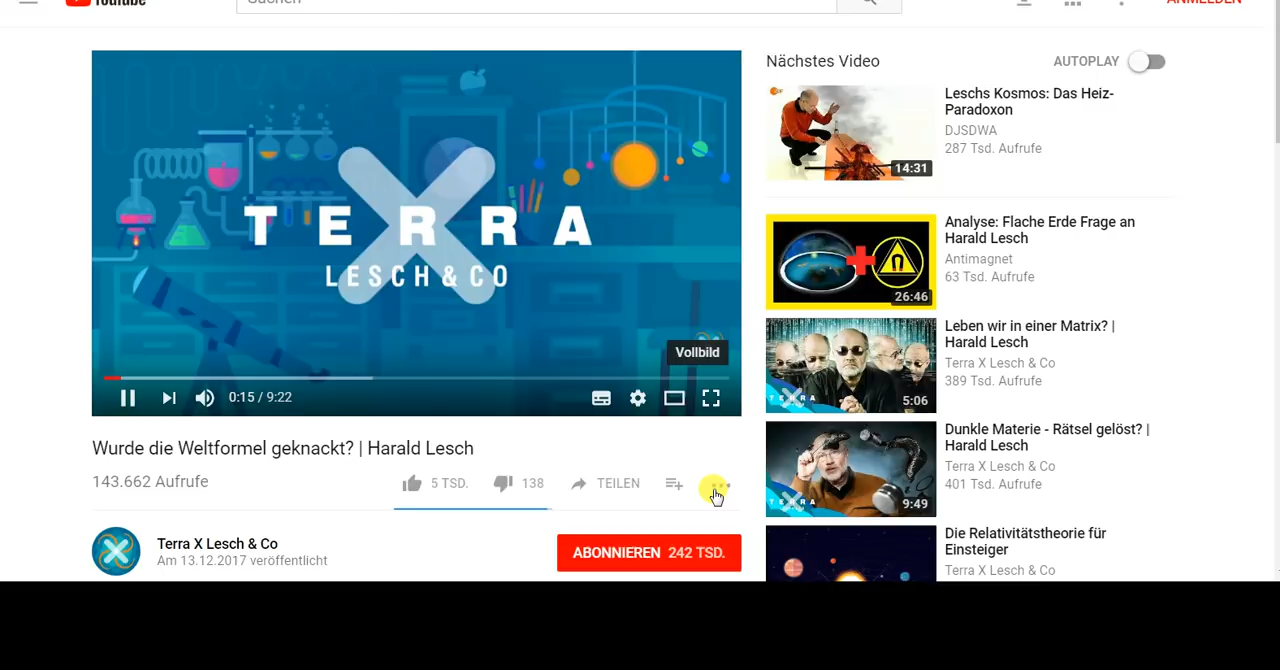 YouTube
Suchen
ANMELDEN
TERRA
LESCH & CO
Vollbild
0:15 / 9:22
Wurde die Weltformel geknackt? | Harald Lesch
143.662 Aufrufe
5 TSD.
138
TEILEN
Terra X Lesch & Co
Am 13.12.2017 veröffentlicht
ABONNIEREN 242 TSD.
Nächstes Video
AUTOPLAY
14:31
Leschs Kosmos: Das Heiz-
Paradoxon
DJSDWA
287 Tsd. Aufrufe
26:46
Analyse: Flache Erde Frage an
Harald Lesch
Antimagnet
63 Tsd. Aufrufe
TERRA
5:06
Leben wir in einer Matrix? |
Harald Lesch
Terra X Lesch & Co
389 Tsd. Aufrufe
TERRA
9:49
Dunkle Materie - Rätsel gelöst? |
Harald Lesch
Terra X Lesch & Co
401 Tsd. Aufrufe
Die Relativitätstheorie für
Einsteiger
Terra X Lesch & Co